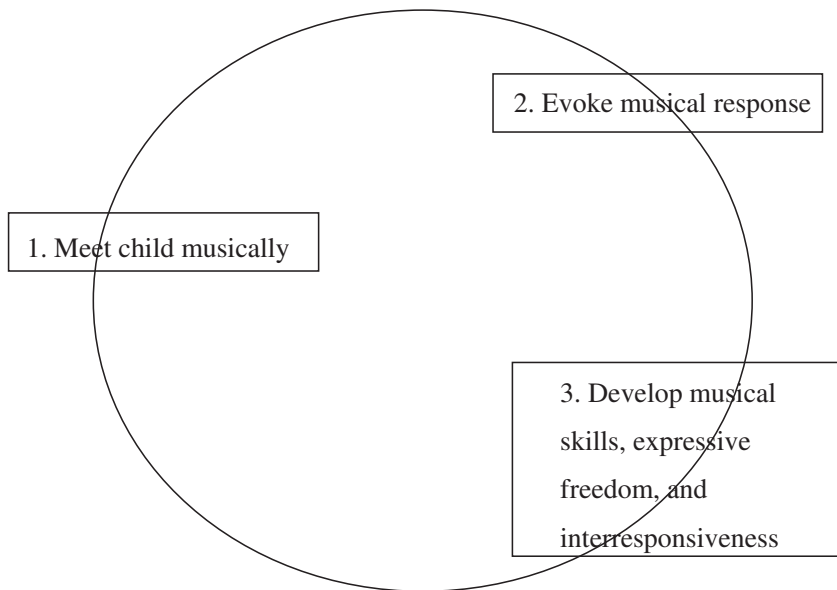 1. Meet child musically
2. Evoke musical response
3. Develop musical
skills, expressive
freedom, and
interresponsiveness